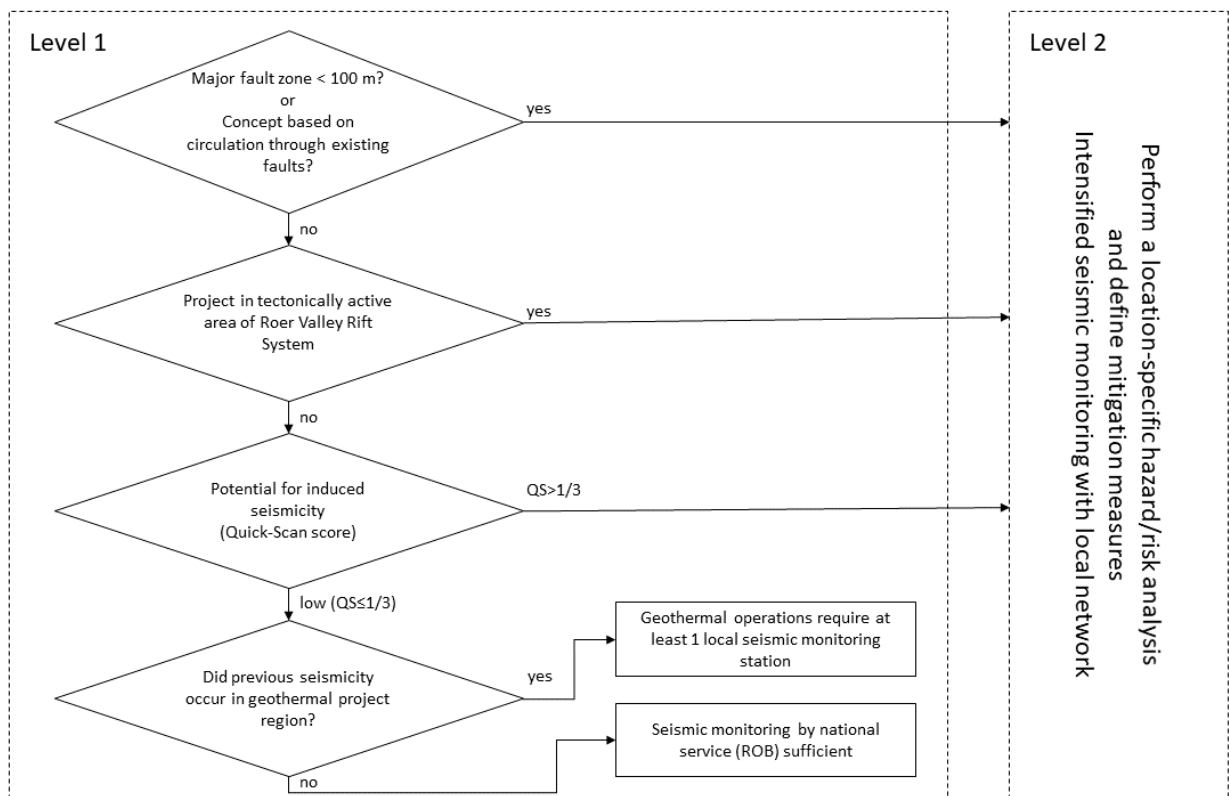 Level 1
Major fault zone < 100 m?
or
Concept based on
circulation through existing
faults?
yes
no
Project in tectonically active
area of Roer Valley Rift
System
yes
no
Potential for induced
seismicity
(Quick-Scan score)
QS>1/3
low (QS≤1/3)
Did previous seismicity
occur in geothermal project
region?
yes
Geothermal operations require at
least 1 local seismic monitoring
station
no
Seismic monitoring by national
service (ROB) sufficient
Level 2
Perform a location-specific hazard/risk analysis
and define mitigation measures
Intensified seismic monitoring with local network